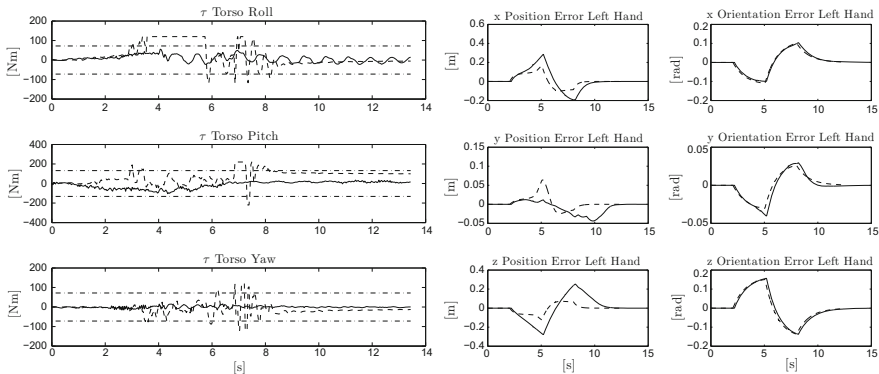 τ Torso Roll
[Nm]
200
100
0
−100
−200
0 2 4 6 8 10 12 14
τ Torso Pitch
[Nm]
400
200
0
−200
−400
0 2 4 6 8 10 12 14
τ Torso Yaw
[Nm]
200
100
0
−100
−200
0 2 4 6 8 10 12 14
[s]
x Position Error Left Hand
[m]
0.6
0.4
0.2
0
−0.2
0 5 10 15
y Position Error Left Hand
[m]
0.15
0.1
0.05
0
−0.05
0 5 10 15
z Position Error Left Hand
[m]
0.4
0.2
0
−0.2
−0.4
0 5 10 15
[s]
x Orientation Error Left Hand
[rad]
0.2
0.1
0
−0.1
−0.2
0 5 10 15
y Orientation Error Left Hand
[rad]
0.05
0
−0.05
0 5 10 15
z Orientation Error Left Hand
[rad]
0.2
0.1
0
−0.1
−0.2
0 5 10 15
[s]